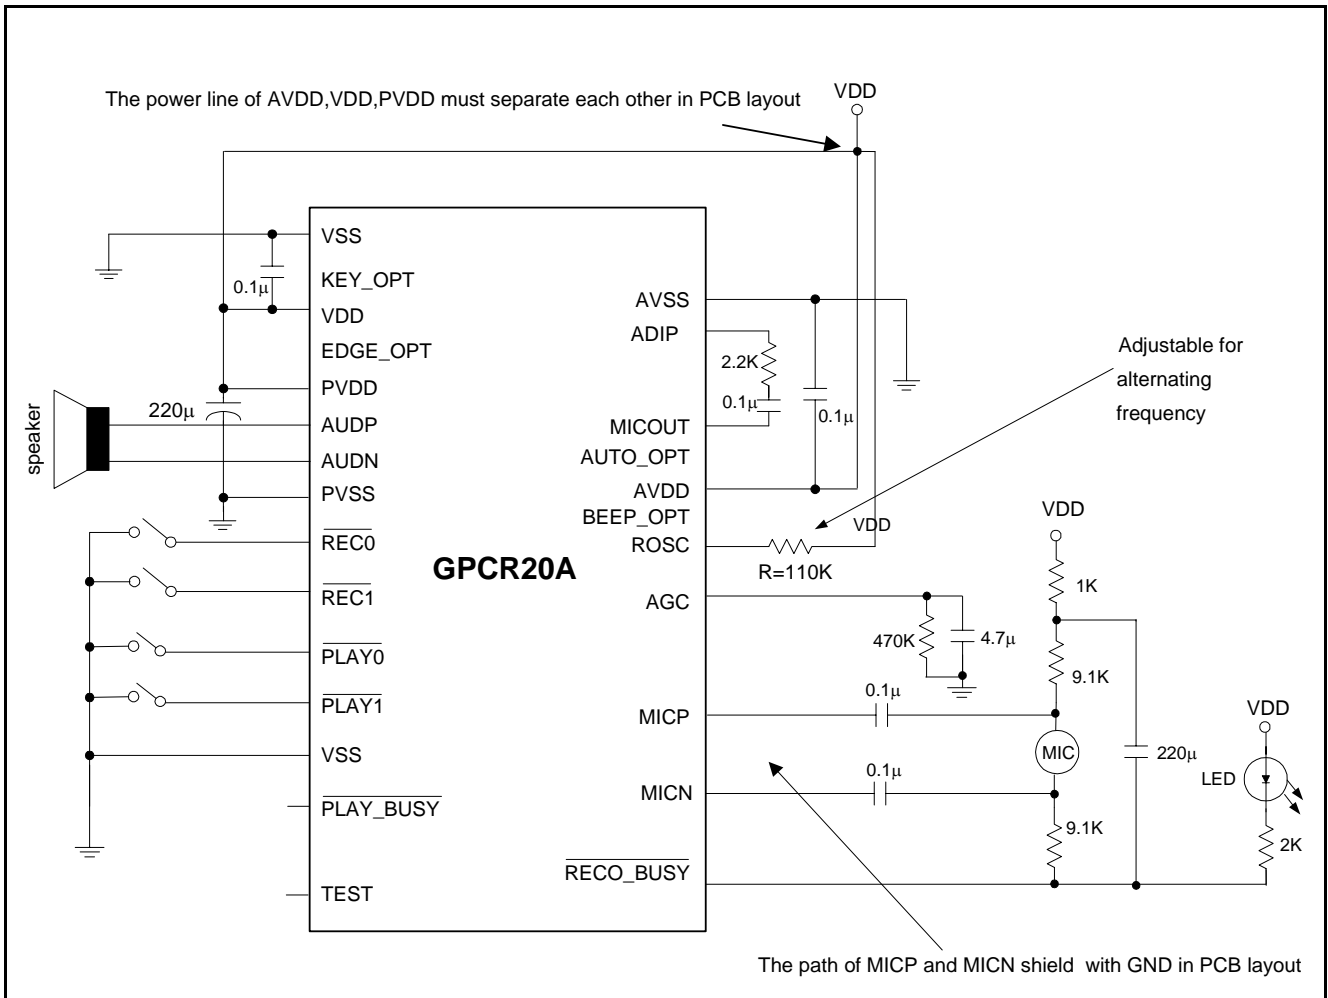 The power line of AVDD,VDD,PVDD must separate each other in PCB layout
VDD
VSS
0.1µ
KEY_OPT
VDD
EDGE_OPT
PVDD
220µ
AUDP
AUDN
PVSS
speaker
REC0
REC1
PLAY0
PLAY1
VSS
PLAY_BUSY
TEST
GPCR20A
AVSS
ADIP
2.2K
0.1µ
0.1µ
MICOUT
AUTO_OPT
AVDD
BEEP_OPT
VDD
ROSC
R=110K
Adjustable for
alternating
frequency
AGC
470K
4.7µ
VDD
1K
9.1K
MICP
0.1µ
MIC
220µ
MICN
0.1µ
9.1K
RECO_BUSY
VDD
LED
2K
The path of MICP and MICN shield with GND in PCB layout